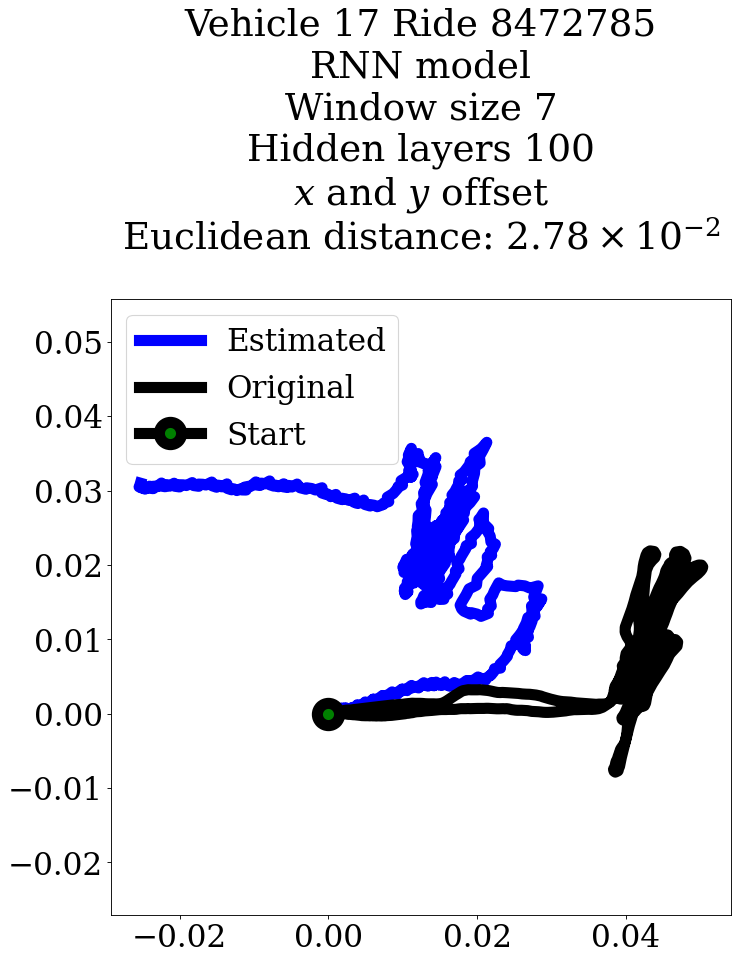 Vehicle 17 Ride 8472785
RNN model
Window size 7
Hidden layers 100
x and y offset
Euclidean distance: 2.78 × 10⁻²
Estimated
Original
Start
0.05
0.04
0.03
0.02
0.01
0.00
−0.01
−0.02
−0.02 0.00 0.02 0.04